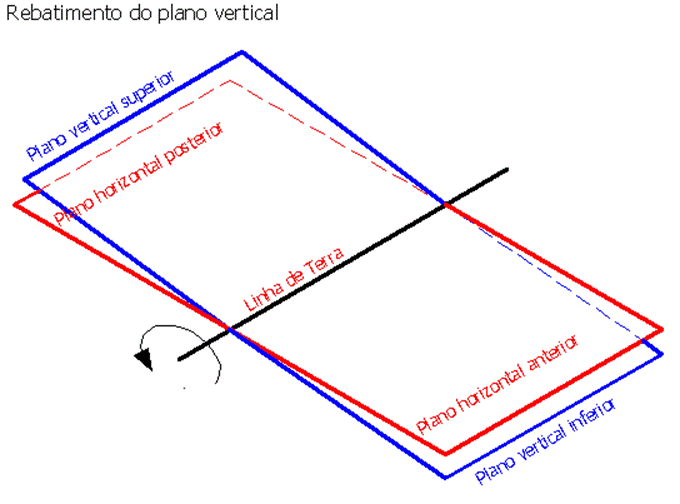 Rebatimento do plano vertical
Plano vertical superior
Plano horizontal posterior
Linha de Terra
Plano horizontal anterior
Plano vertical inferior